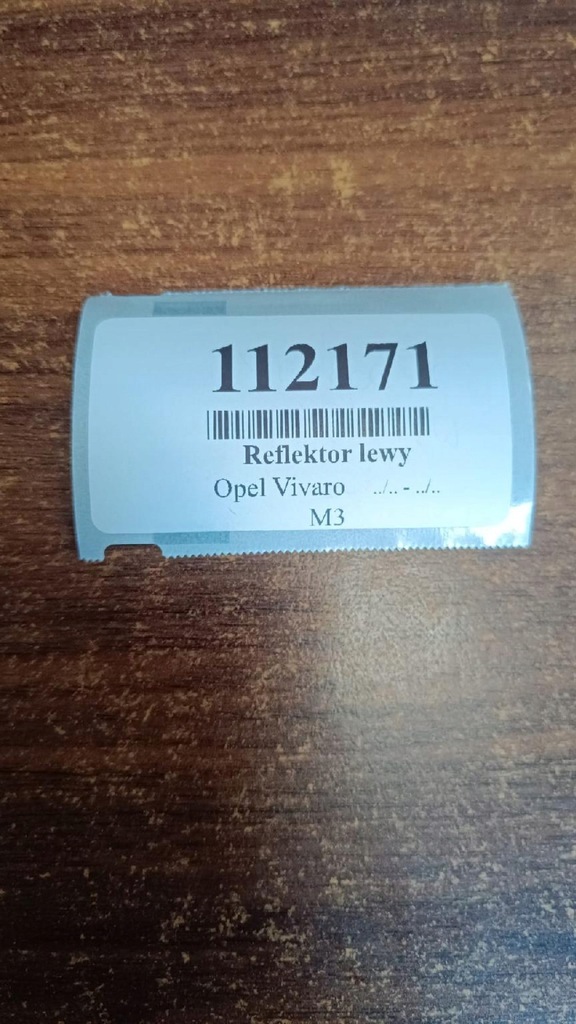 112171
Reflektor lewy
Opel Vivaro ../.. - ../..
M3